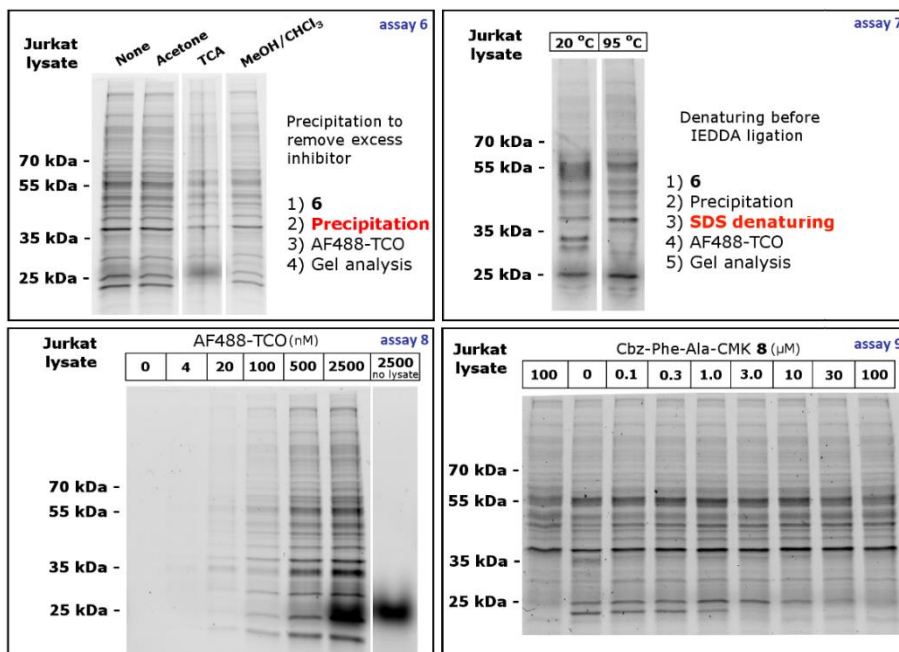 assay 6
Jurkat
lysate
None
Acetone
TCA
MeOH/CHCl₃
70 kDa -
55 kDa -
35 kDa -
25 kDa -
Precipitation to
remove excess
inhibitor
1) 6
2) Precipitation
3) AF488-TCO
4) Gel analysis
assay 7
Jurkat
lysate
20 °C 95 °C
70 kDa -
55 kDa -
35 kDa -
25 kDa -
Denaturing before
IEDDA ligation
1) 6
2) Precipitation
3) SDS denaturing
4) AF488-TCO
5) Gel analysis
Jurkat
lysate
AF488-TCO (nM)
assay 8
0 4 20 100 500 2500 2500
no lysate
70 kDa -
55 kDa -
35 kDa -
25 kDa -
Jurkat
lysate
Cbz-Phe-Ala-CMK 8 (µM)
assay 9
100 0 0.1 0.3 1.0 3.0 10 30 100
70 kDa -
55 kDa -
35 kDa -
25 kDa -